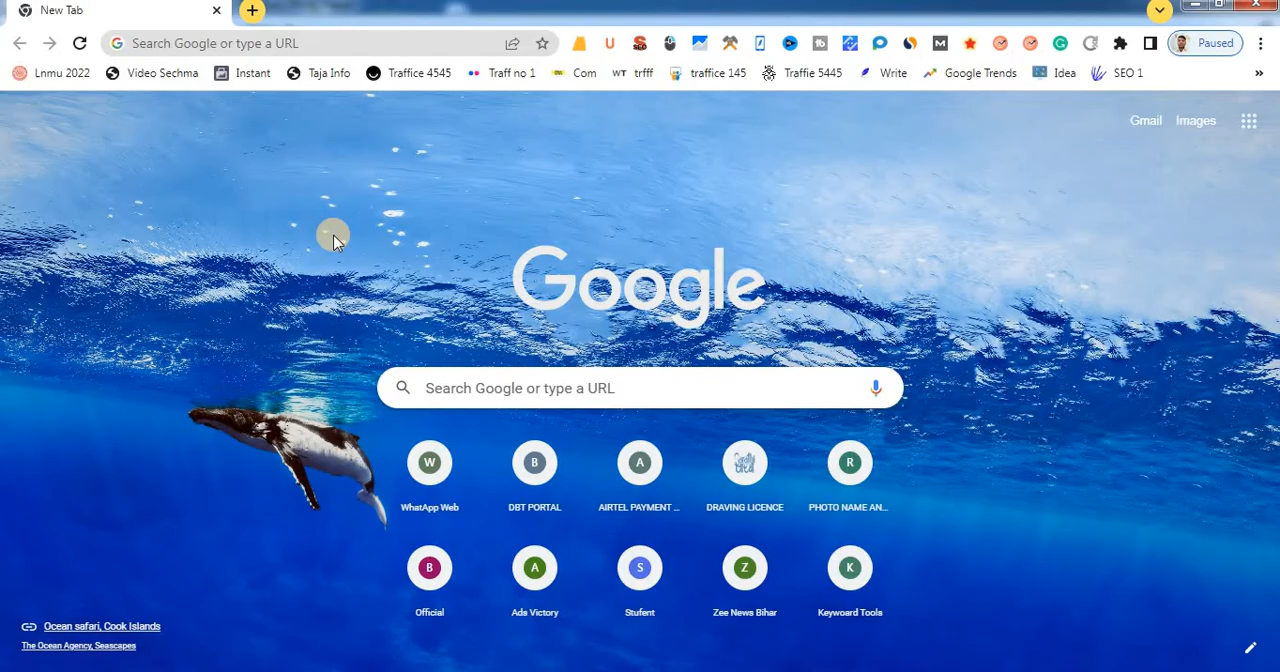 New Tab
Search Google or type a URL
Paused
Lnmu 2022 Video Sechma Instant Taja Info Traffice 4545 Traff no 1 Com WT trfff traffice 145 Traffie 5445 Write Google Trends Idea SEO 1 »
Gmail Images
Google
Search Google or type a URL
W B A R
WhatApp Web DBT PORTAL AIRTEL PAYMENT ... DRAVING LICENCE PHOTO NAME AN...
B A S Z K
Official Ads Victory Stufent Zee News Bihar Keywoard Tools
Ocean safari, Cook Islands
The Ocean Agency, Seascapes